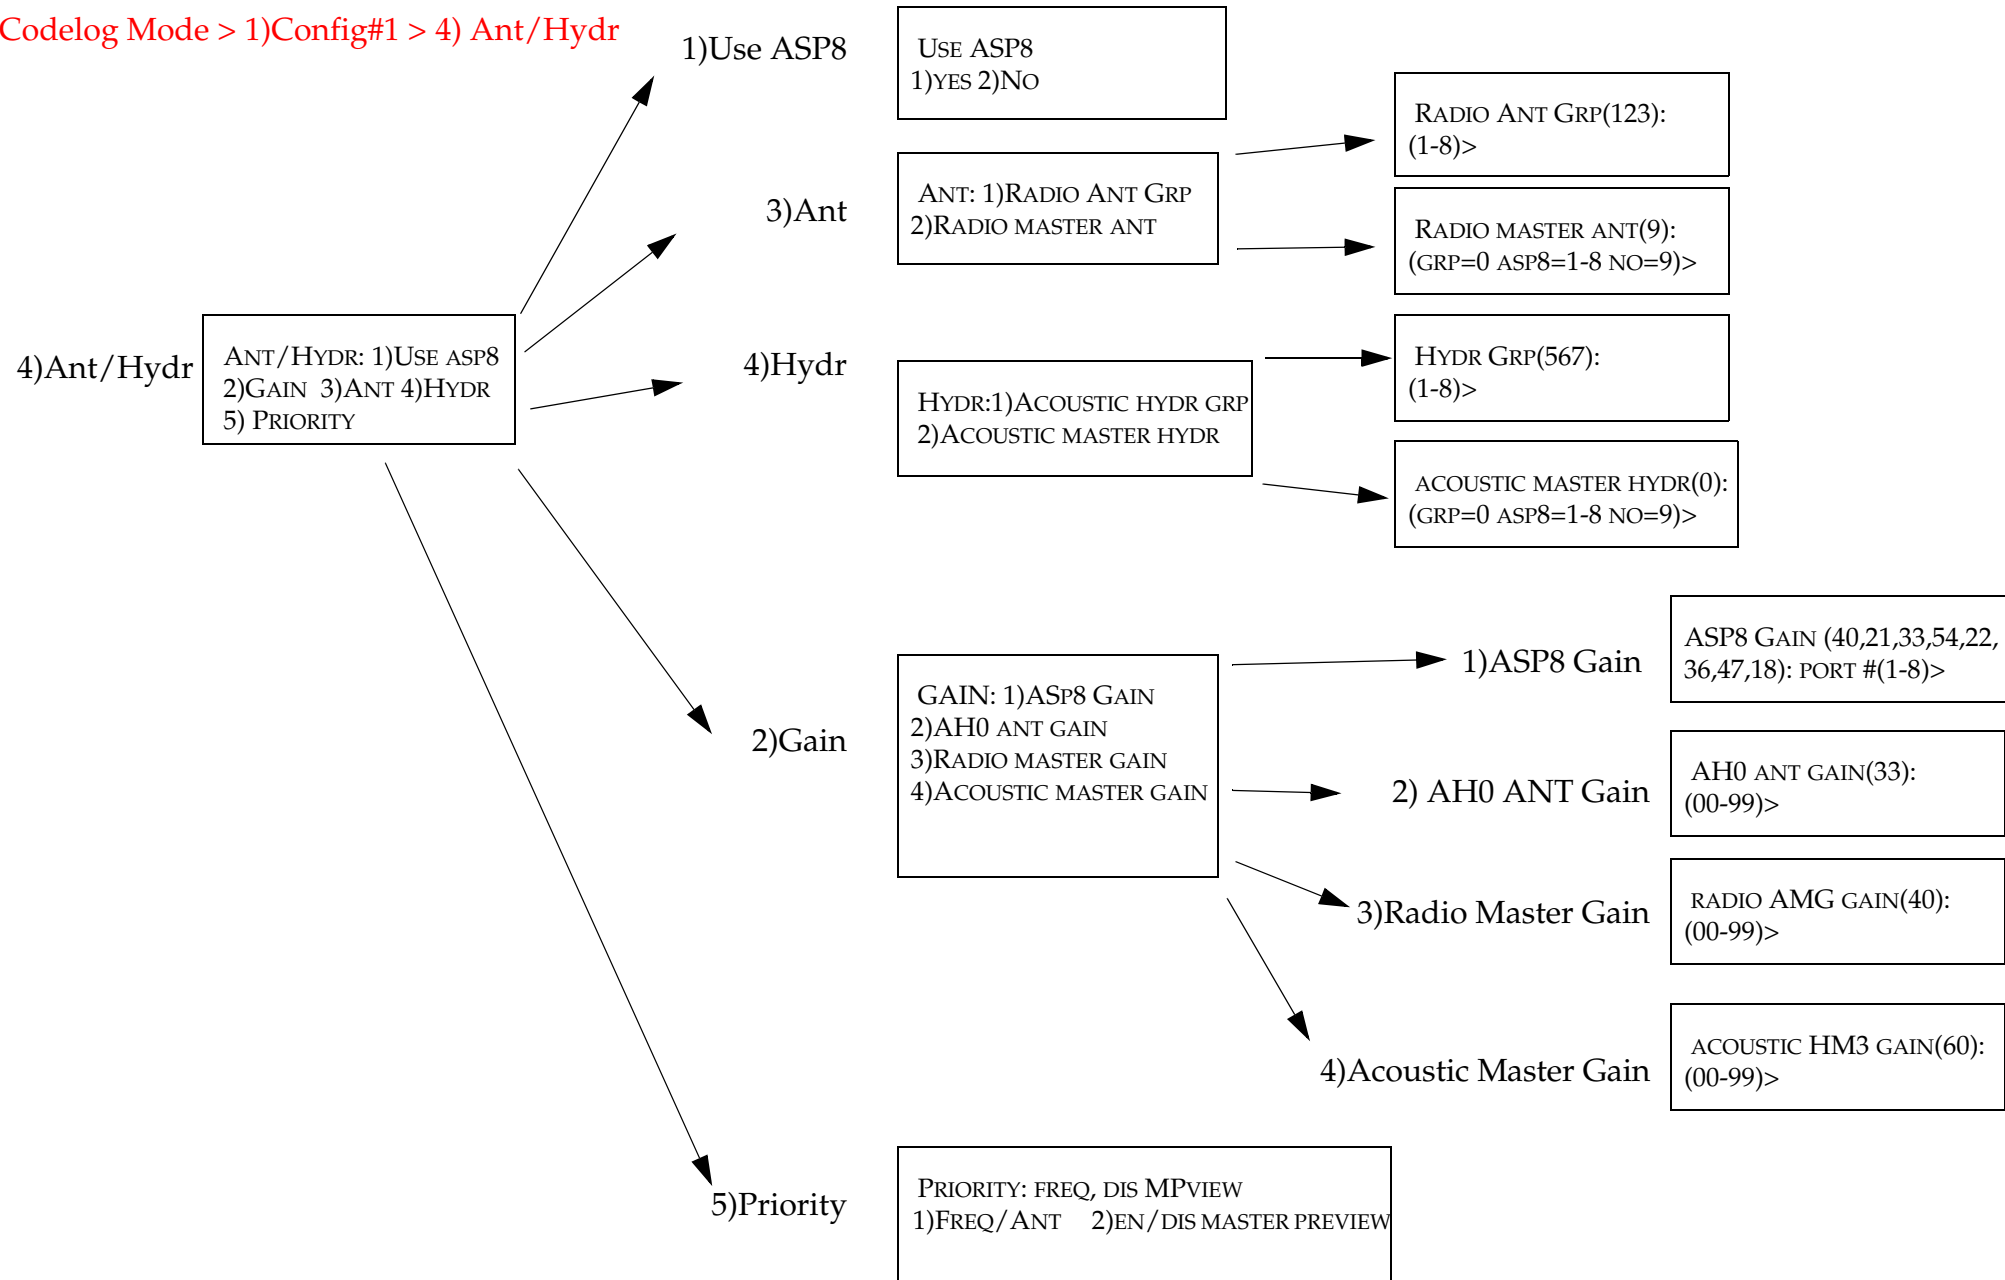 Codelog Mode > 1)Config#1 > 4) Ant/Hydr
1)Use ASP8
USE ASP8
1)YES 2)NO
3)Ant
ANT: 1)RADIO ANT GRP
2)RADIO MASTER ANT
RADIO ANT GRP(123):
(1-8)>
RADIO MASTER ANT(9):
(GRP=0 ASP8=1-8 NO=9)>
4)Ant/Hydr
ANT/HYDR: 1)USE ASP8
2)GAIN 3)ANT 4)HYDR
5) PRIORITY
4)Hydr
HYDR:1)ACOUSTIC HYDR GRP
2)ACOUSTIC MASTER HYDR
HYDR GRP(567):
(1-8)>
ACOUSTIC MASTER HYDR(0):
(GRP=0 ASP8=1-8 NO=9)>
2)Gain
GAIN: 1)ASP8 GAIN
2)AH0 ANT GAIN
3)RADIO MASTER GAIN
4)ACOUSTIC MASTER GAIN
1)ASP8 Gain
ASP8 GAIN (40,21,33,54,22,
36,47,18): PORT #(1-8)>
2) AH0 ANT Gain
AH0 ANT GAIN(33):
(00-99)>
3)Radio Master Gain
RADIO AMG GAIN(40):
(00-99)>
4)Acoustic Master Gain
ACOUSTIC HM3 GAIN(60):
(00-99)>
5)Priority
PRIORITY: FREQ, DIS MPVIEW
1)FREQ/ANT 2)EN/DIS MASTER PREVIEW